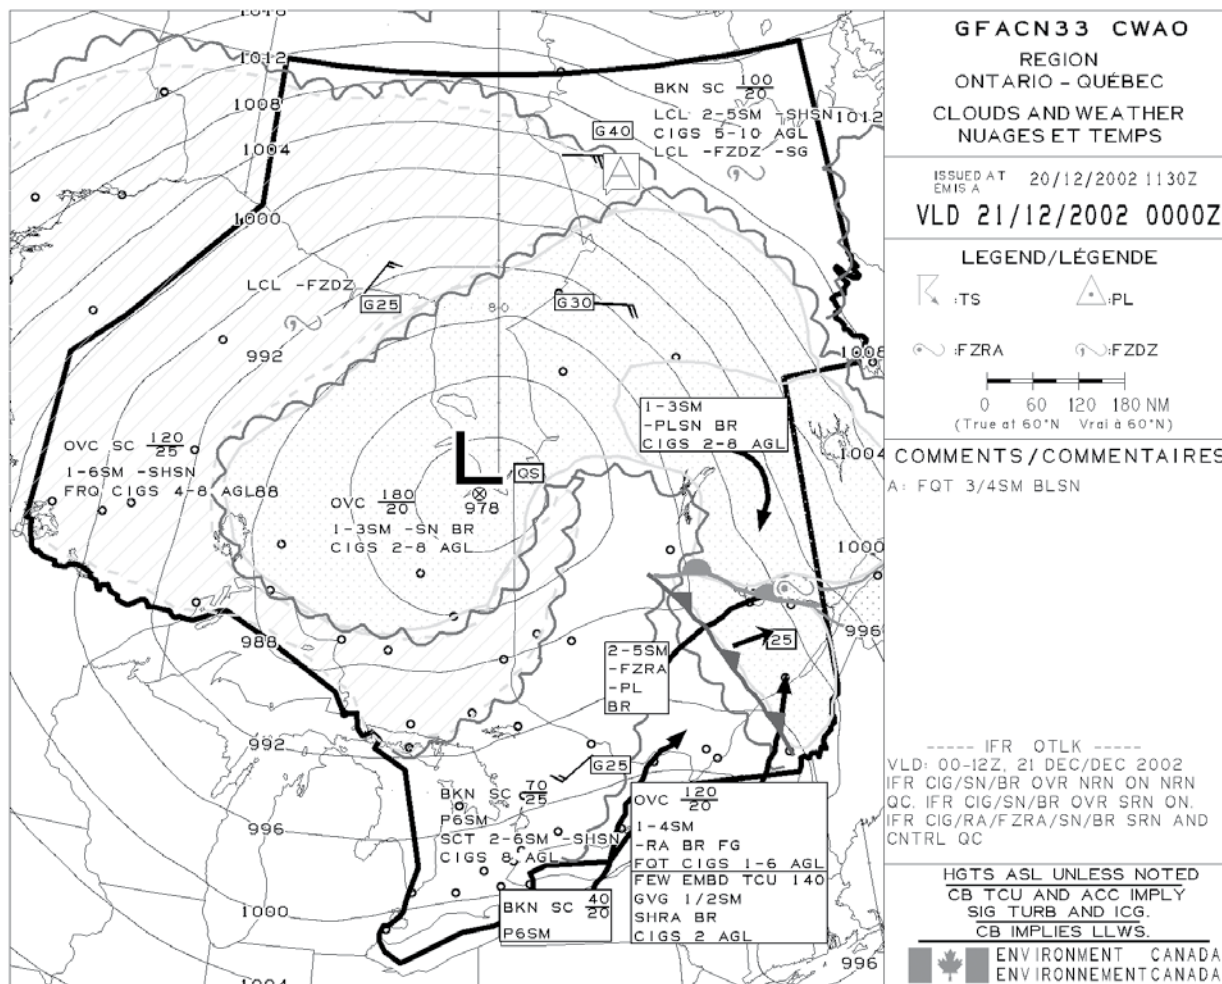 1016
1012
1008
1004
1000
992
BKN SC 100/20
LCL 2-5SM -SHSN
CIGS 5-10 AGL
LCL -FZDZ -SG
1012
G40
A
LCL -FZDZ
G25
80
G30
1008
1-3SM
-PLSN BR
CIGS 2-8 AGL
OVC SC 120/25
1-6SM -SHSN
FRQ CIGS 4-8 AGL
988
L
QS
978
OVC 180/20
1-3SM -SN BR
CIGS 2-8 AGL
1004
1000
996
988
25
2-5SM
-FZRA
-PL
BR
992
996
1000
1004
G25
BKN SC 70/25
P6SM
SCT 2-6SM -SHSN
CIGS 8 AGL
BKN SC 40/20
P6SM
OVC 120/20
1-4SM
-RA BR FG
FQT CIGS 1-6 AGL
FEW EMBD TCU 140
GVG 1/2SM
SHRA BR
CIGS 2 AGL
996
GFACN33 CWAO
REGION
ONTARIO - QUÉBEC
CLOUDS AND WEATHER
NUAGES ET TEMPS
ISSUED AT
EMIS A
20/12/2002 1130Z
VLD 21/12/2002 0000Z
LEGEND/LÉGENDE
:TS
:PL
:FZRA
:FZDZ
0 60 120 180 NM
(True at 60°N Vrai à 60°N)
COMMENTS/COMMENTAIRES
A: FQT 3/4SM BLSN
----- IFR OTLK -----
VLD: 00-12Z, 21 DEC/DEC 2002
IFR CIG/SN/BR OVR NRN ON NRN
QC. IFR CIG/SN/BR OVR SRN ON.
IFR CIG/RA/FZRA/SN/BR SRN AND
CNTRL QC
HGTS ASL UNLESS NOTED
CB TCU AND ACC IMPLY
SIG TURB AND ICG.
CB IMPLIES LLWS.
ENVIRONMENT CANADA
ENVIRONNEMENT CANADA